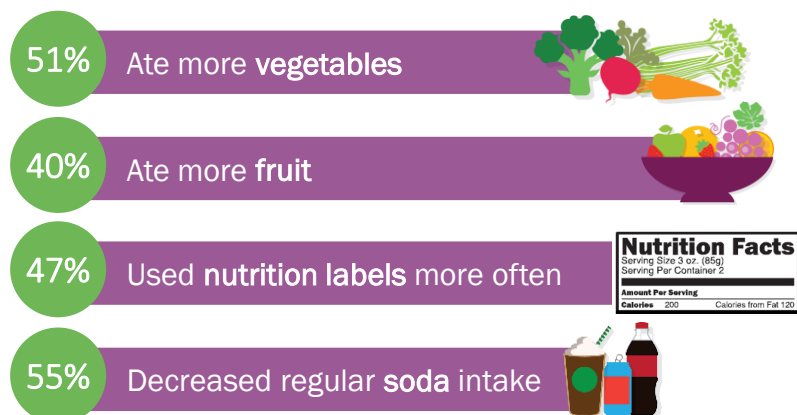 51% Ate more vegetables
40% Ate more fruit
47% Used nutrition labels more often
Nutrition Facts
Serving Size 3 oz. (85g)
Serving Per Container 2
Amount Per Serving
Calories 200 Calories from Fat 120
55% Decreased regular soda intake